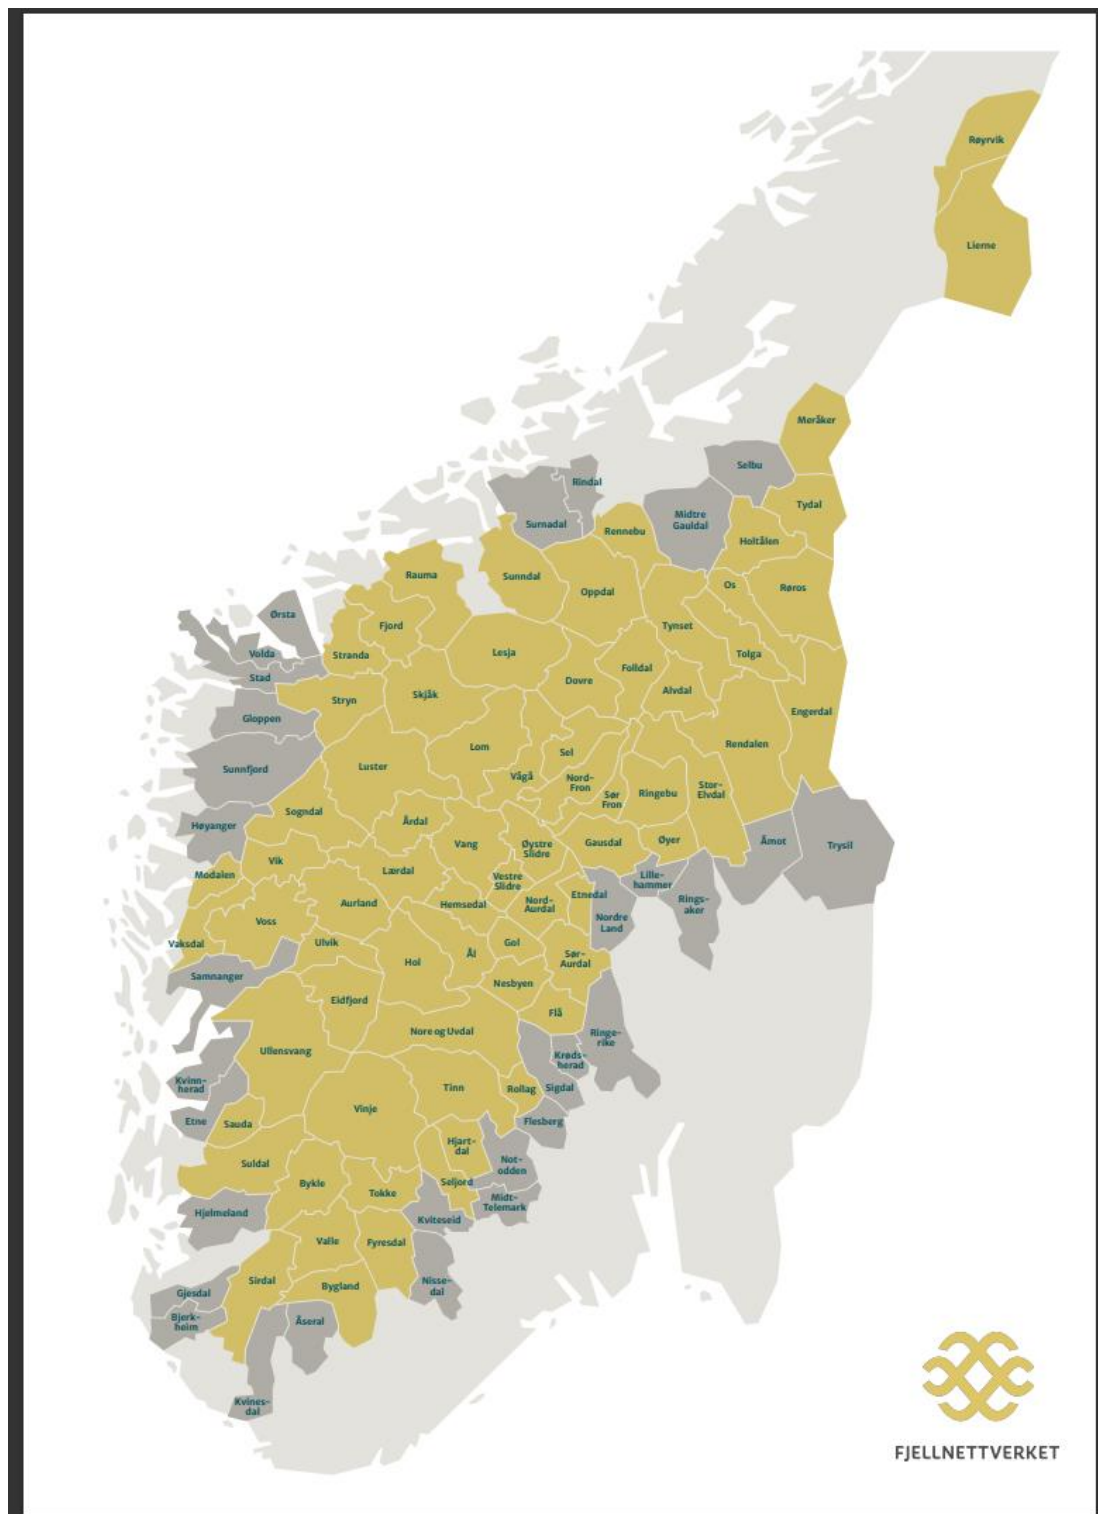 Røyrvik
Lierne
Meråker
Selbu
Rindal
Tydal
Midtre
Gauldal
Surnadal
Rennebu
Holtålen
Rauma
Sunndal
Oppdal
Os
Røros
Ørsta
Fjord
Tynset
Volda
Stranda
Lesja
Tolga
Folldal
Stad
Dovre
Alvdal
Skjåk
Stryn
Engerdal
Gloppen
Rendalen
Lom
Sel
Sunnfjord
Luster
Vågå
Nord-
Fron
Sør
Fron
Ringebu
Stor-
Elvdal
Sogndal
Årdal
Høyanger
Vang
Øystre
Slidre
Gausdal
Øyer
Åmot
Trysil
Vik
Modalen
Lærdal
Vestre
Slidre
Lille-
hammer
Etnedal
Rings-
aker
Aurland
Hemsedal
Nord-
Aurdal
Nordre
Land
Voss
Vaksdal
Ulvik
Gol
Ål
Hol
Sør-
Aurdal
Samnanger
Nesbyen
Eidfjord
Flå
Nore og Uvdal
Ringe-
rike
Ullensvang
Krøds-
herad
Kvinn-
herad
Tinn
Rollag
Sigdal
Vinje
Etne
Sauda
Flesberg
Hjart-
dal
Suldal
Not-
odden
Bykle
Seljord
Tokke
Midt-
Telemark
Hjelmeland
Kviteseid
Valle
Fyresdal
Sirdal
Bygland
Nisse-
dal
Gjesdal
Bjerk-
heim
Åseral
Kvines-
dal
FJELLNETTVERKET